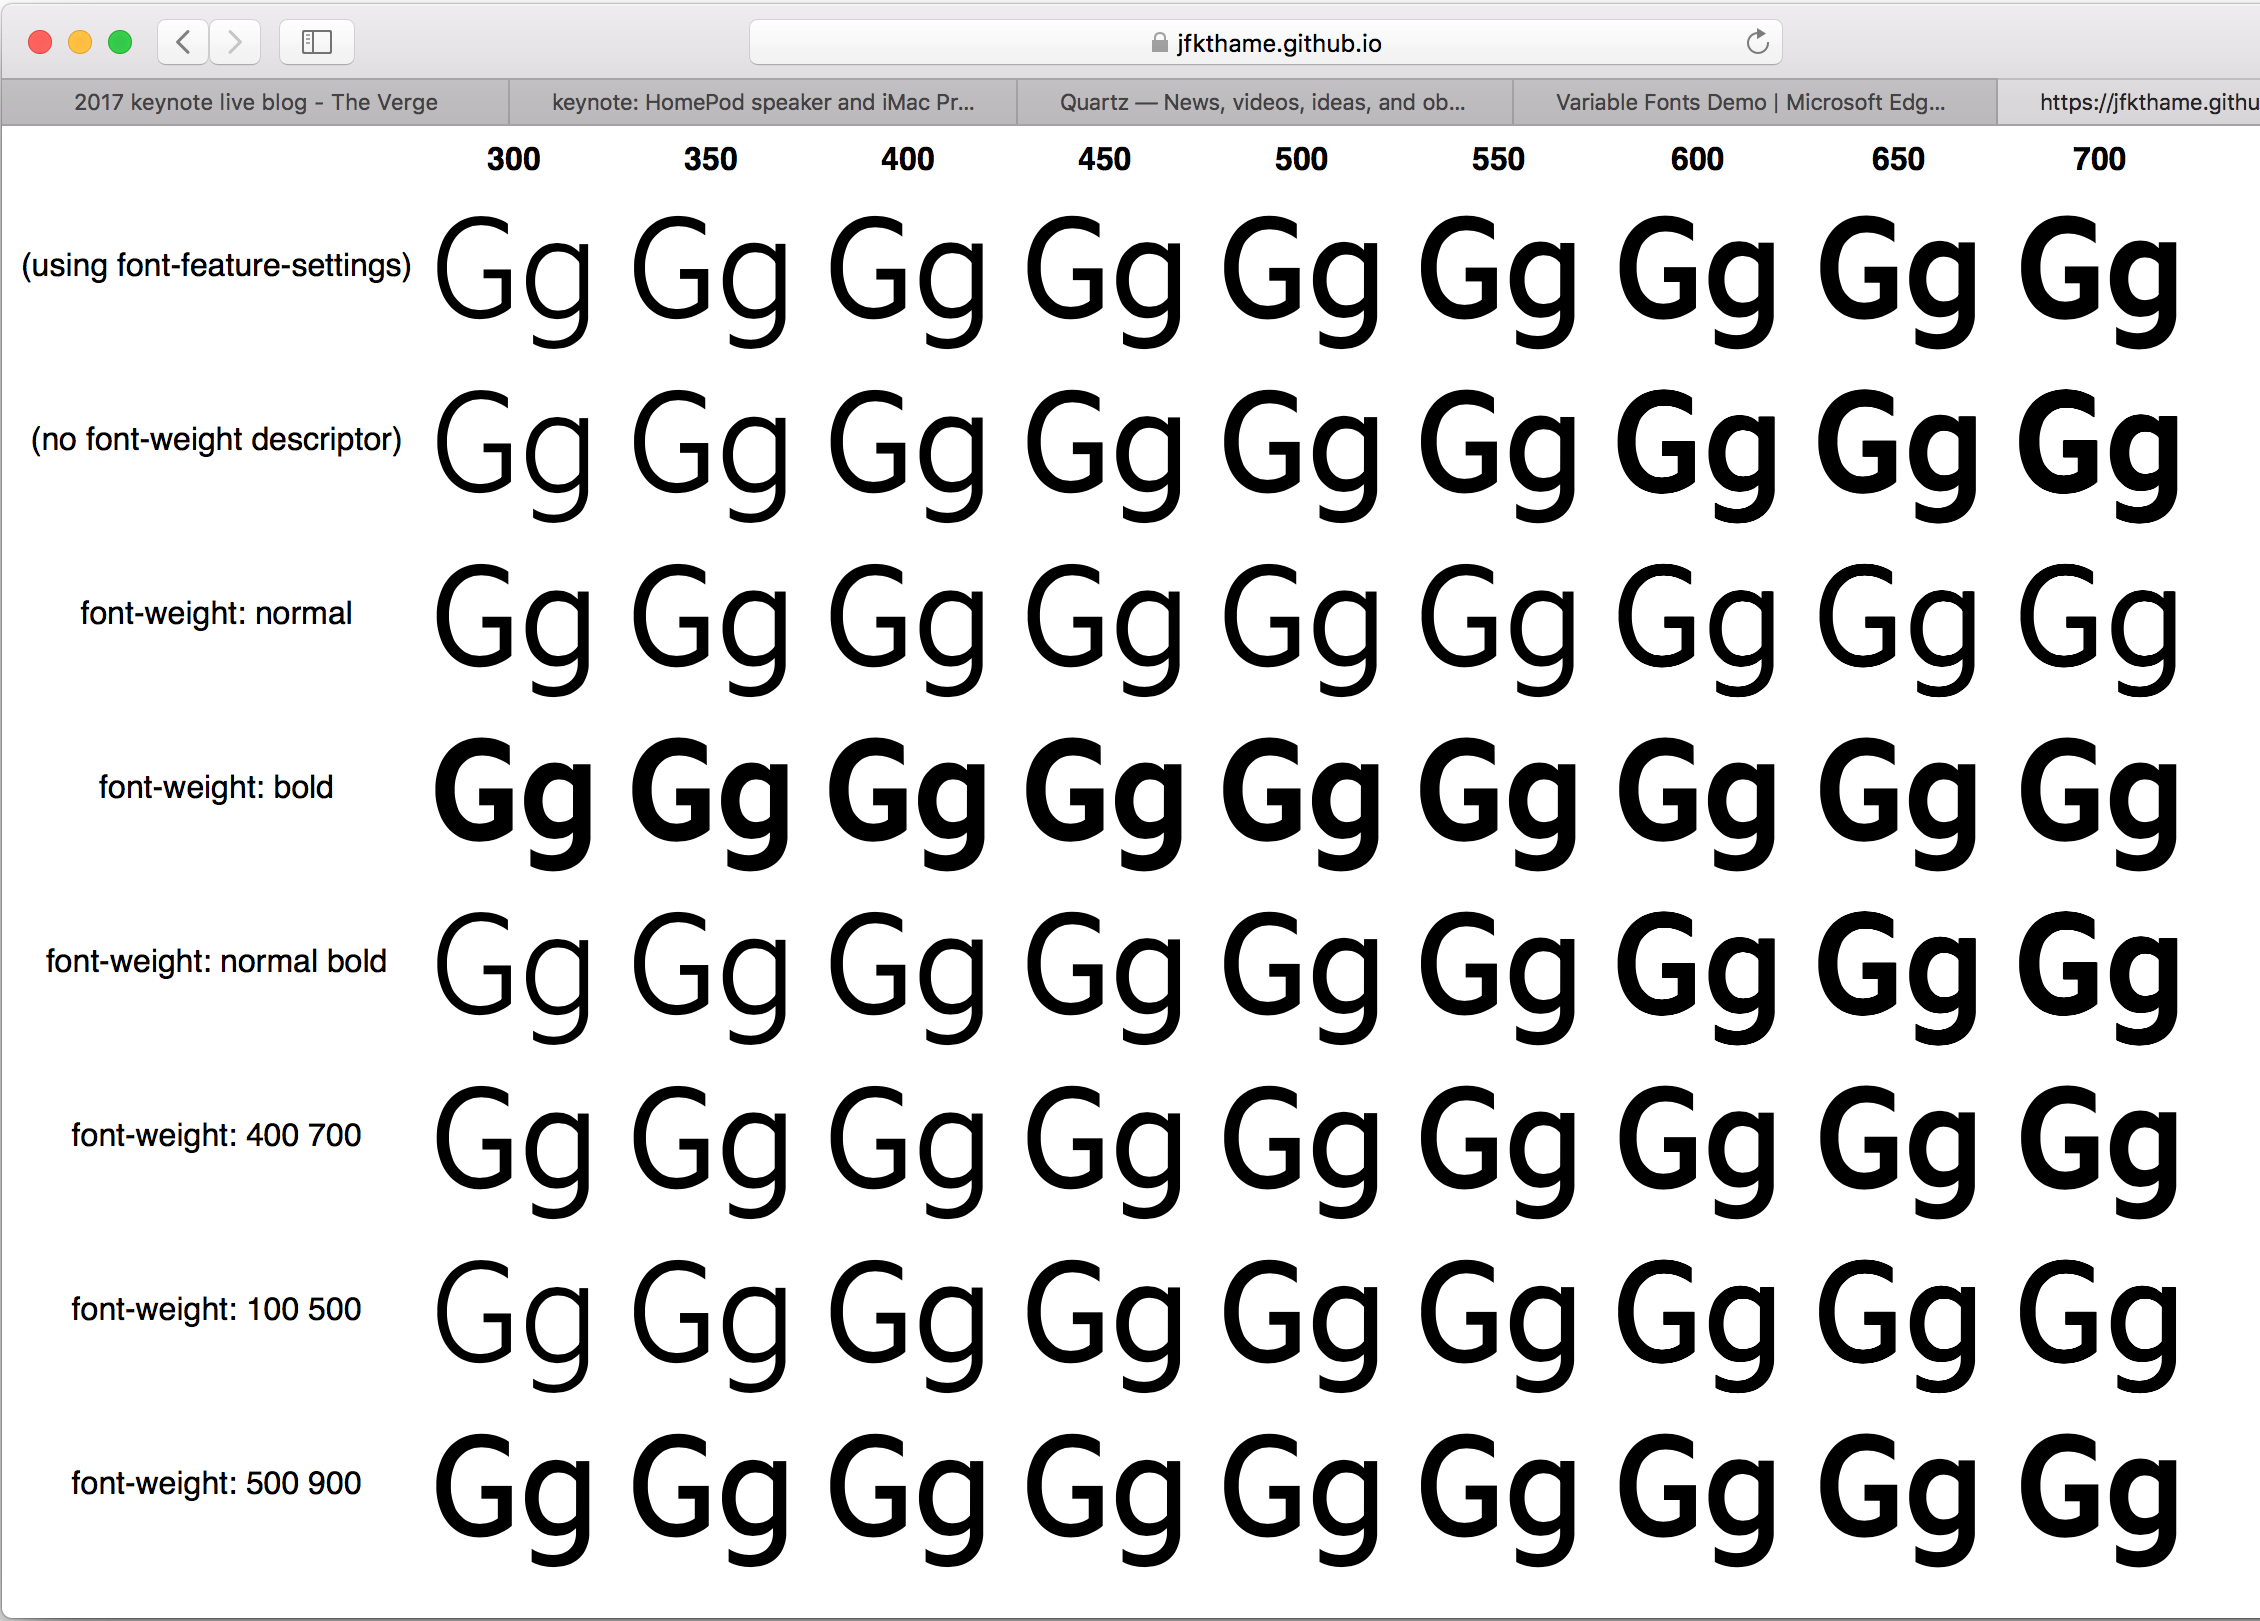 jfkthame.github.io
2017 keynote live blog - The Verge
keynote: HomePod speaker and iMac Pr...
Quartz — News, videos, ideas, and ob...
Variable Fonts Demo | Microsoft Edg...
https://jfkthame.githu
300 350 400 450 500 550 600 650 700
(using font-feature-settings) Gg Gg Gg Gg Gg Gg Gg Gg Gg
(no font-weight descriptor) Gg Gg Gg Gg Gg Gg Gg Gg Gg
font-weight: normal Gg Gg Gg Gg Gg Gg Gg Gg Gg
font-weight: bold Gg Gg Gg Gg Gg Gg Gg Gg Gg
font-weight: normal bold Gg Gg Gg Gg Gg Gg Gg Gg Gg
font-weight: 400 700 Gg Gg Gg Gg Gg Gg Gg Gg Gg
font-weight: 100 500 Gg Gg Gg Gg Gg Gg Gg Gg Gg
font-weight: 500 900 Gg Gg Gg Gg Gg Gg Gg Gg Gg